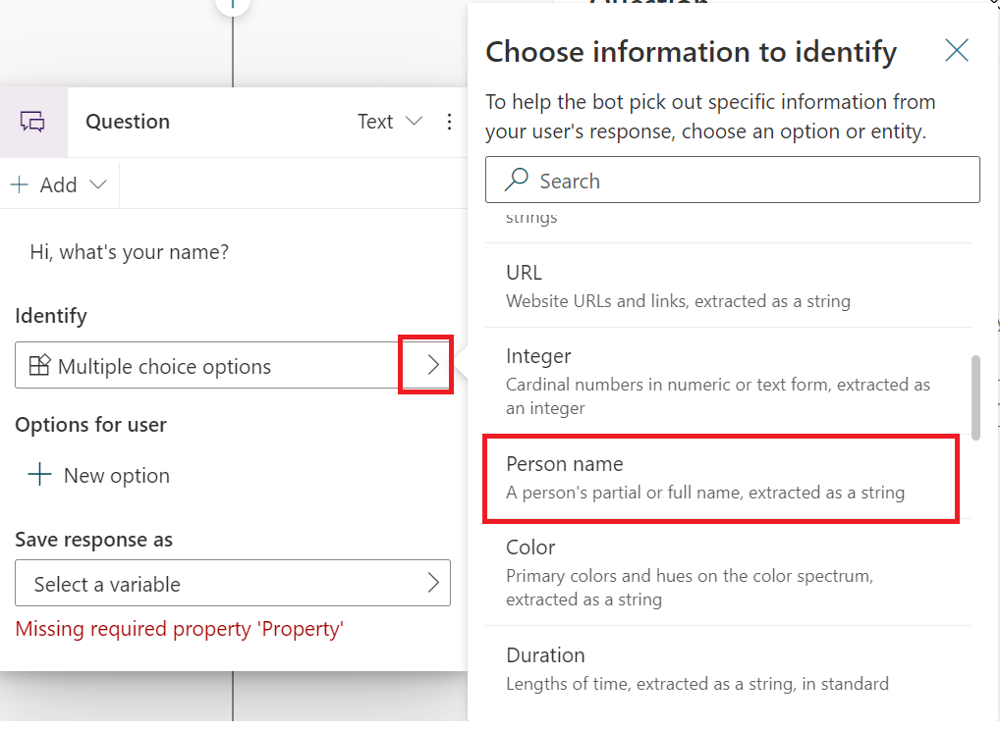 Question
Text
Add
Hi, what's your name?
Identify
Multiple choice options
Options for user
New option
Save response as
Select a variable
Missing required property 'Property'
Choose information to identify
To help the bot pick out specific information from
your user's response, choose an option or entity.
Search
strings
URL
Website URLs and links, extracted as a string
Integer
Cardinal numbers in numeric or text form, extracted as
an integer
Person name
A person's partial or full name, extracted as a string
Color
Primary colors and hues on the color spectrum,
extracted as a string
Duration
Lengths of time, extracted as a string, in standard